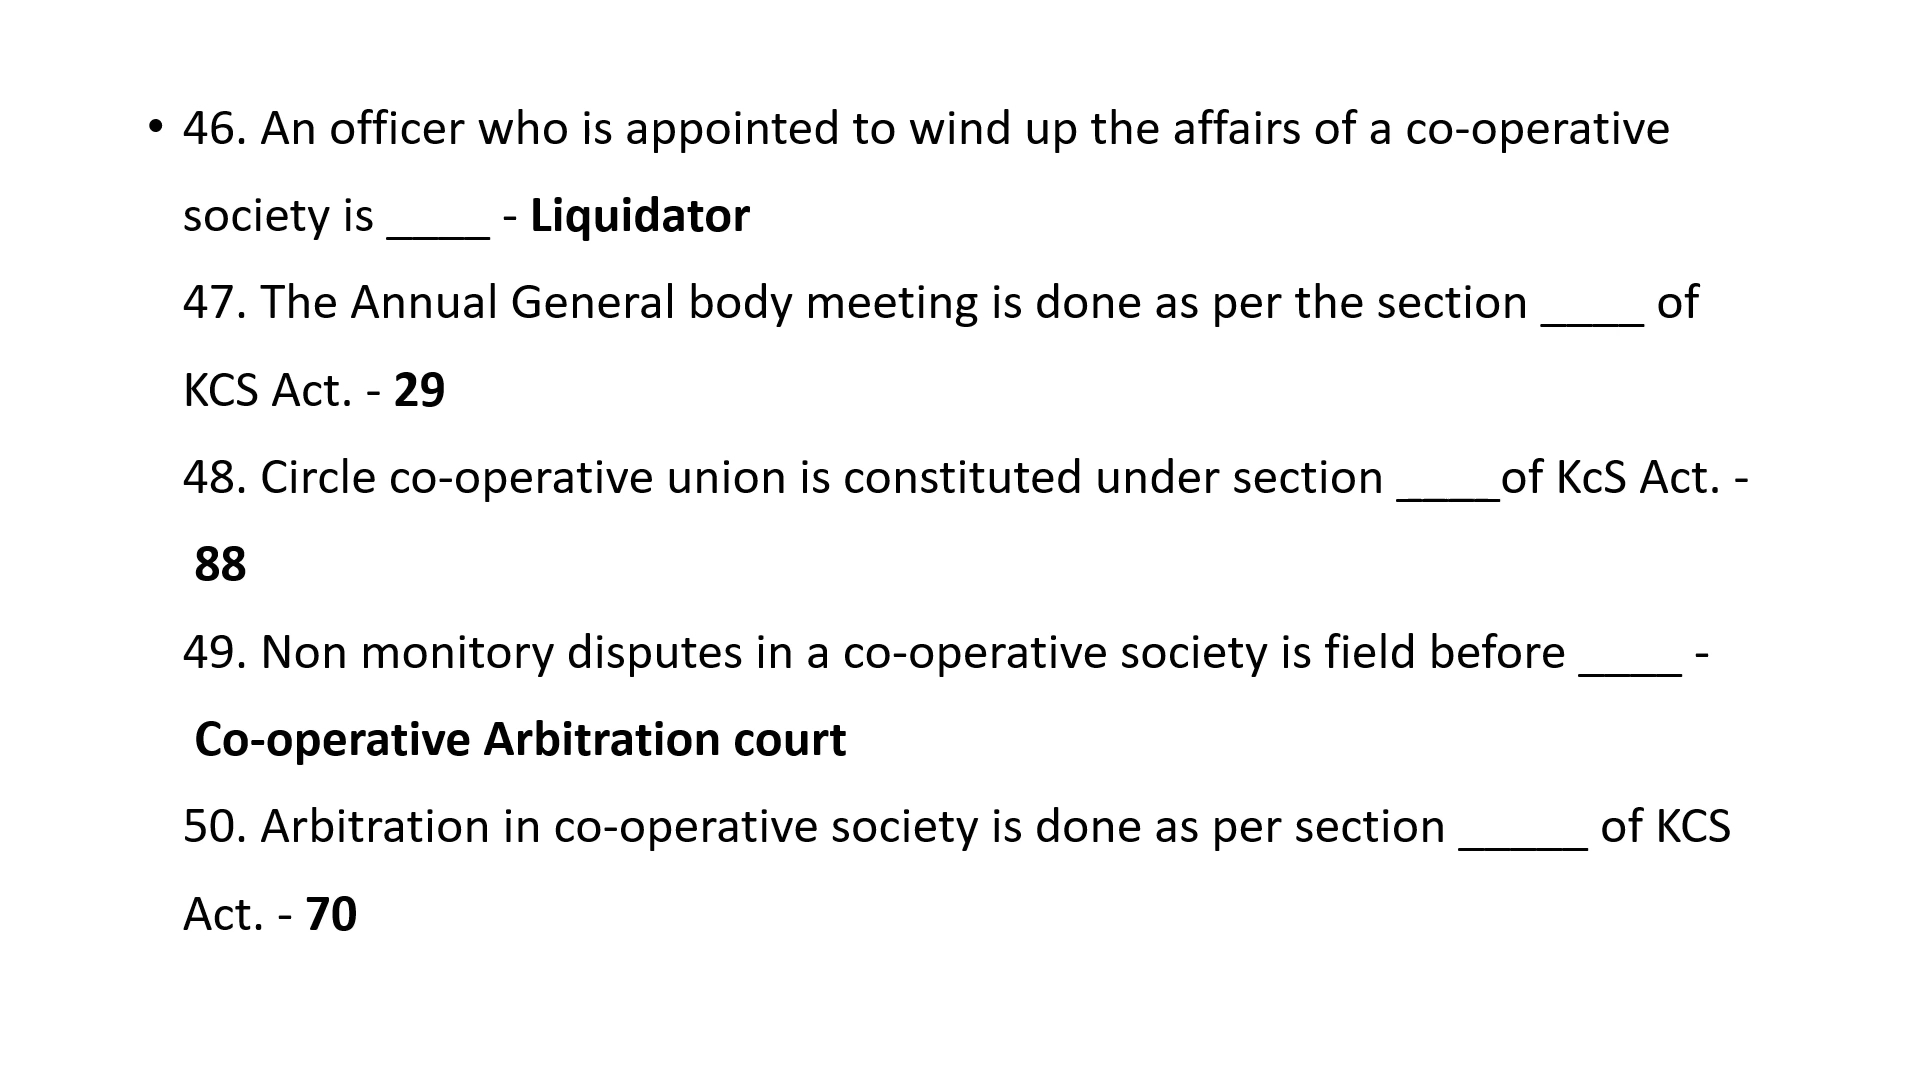 • 46. An officer who is appointed to wind up the affairs of a co-operative
society is ____ - Liquidator
47. The Annual General body meeting is done as per the section ____ of
KCS Act. - 29
48. Circle co-operative union is constituted under section ____of KcS Act. -
88
49. Non monitory disputes in a co-operative society is field before ____ -
Co-operative Arbitration court
50. Arbitration in co-operative society is done as per section _____ of KCS
Act. - 70